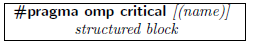 #pragma omp critical [(name)]
structured block